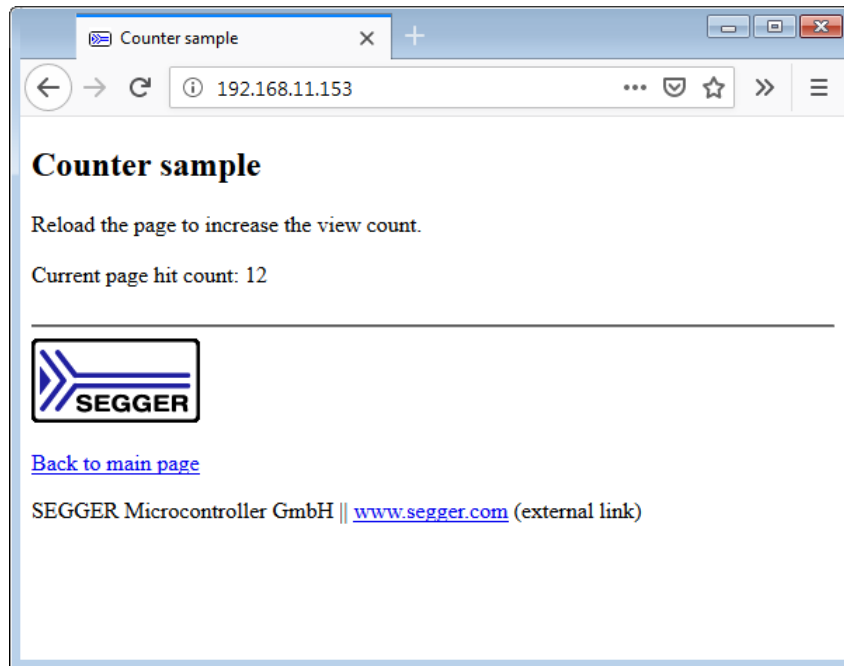 Counter sample
192.168.11.153
Counter sample
Reload the page to increase the view count.
Current page hit count: 12
SEGGER
Back to main page
SEGGER Microcontroller GmbH || www.segger.com (external link)